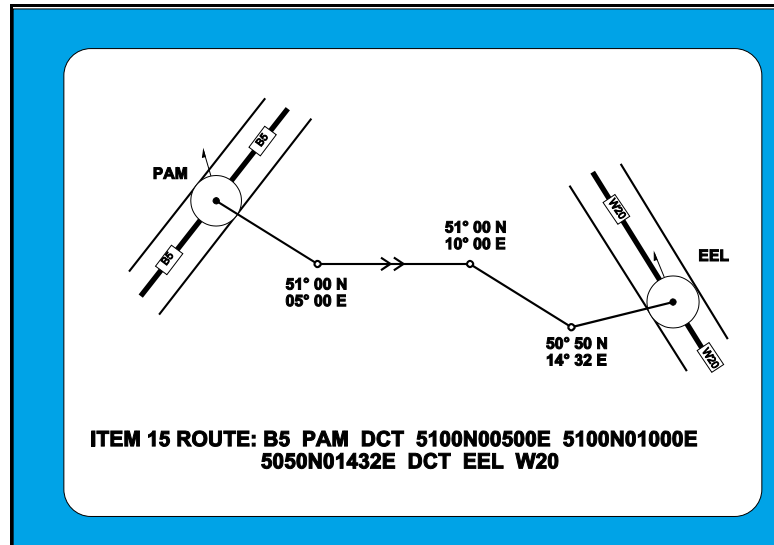 B5
PAM
B5
51° 00 N
05° 00 E
51° 00 N
10° 00 E
W20
EEL
50° 50 N
14° 32 E
W20
ITEM 15 ROUTE: B5 PAM DCT 5100N00500E 5100N01000E
5050N01432E DCT EEL W20